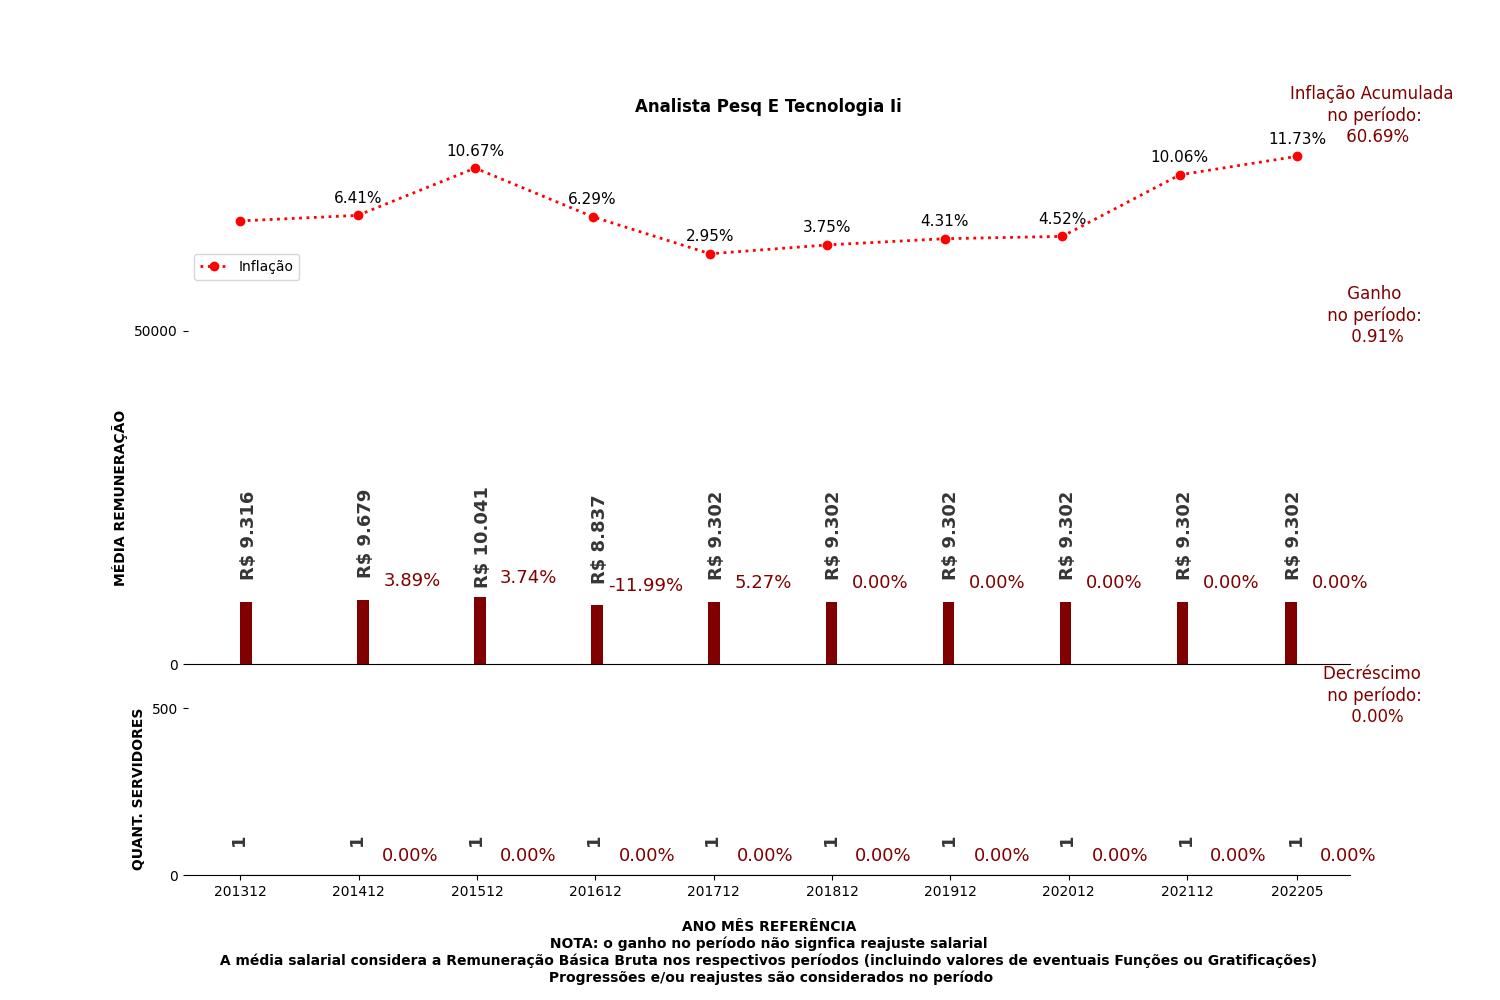 Analista Pesq E Tecnologia Ii
Inflação Acumulada
no período:
60.69%
6.41%
10.67%
6.29%
2.95%
3.75%
4.31%
4.52%
10.06%
11.73%
Inflação
Ganho
no período:
0.91%
50000
0
MÉDIA REMUNERAÇÃO
R$ 9.316
R$ 9.679
R$ 10.041
R$ 8.837
R$ 9.302
R$ 9.302
R$ 9.302
R$ 9.302
R$ 9.302
R$ 9.302
3.89%
3.74%
-11.99%
5.27%
0.00%
0.00%
0.00%
0.00%
0.00%
Decréscimo
no período:
0.00%
500
0
QUANT. SERVIDORES
1
1
1
1
1
1
1
1
1
1
0.00%
0.00%
0.00%
0.00%
0.00%
0.00%
0.00%
0.00%
0.00%
201312
201412
201512
201612
201712
201812
201912
202012
202112
202205
ANO MÊS REFERÊNCIA
NOTA: o ganho no período não signfica reajuste salarial
A média salarial considera a Remuneração Básica Bruta nos respectivos períodos (incluindo valores de eventuais Funções ou Gratificações)
Progressões e/ou reajustes são considerados no período